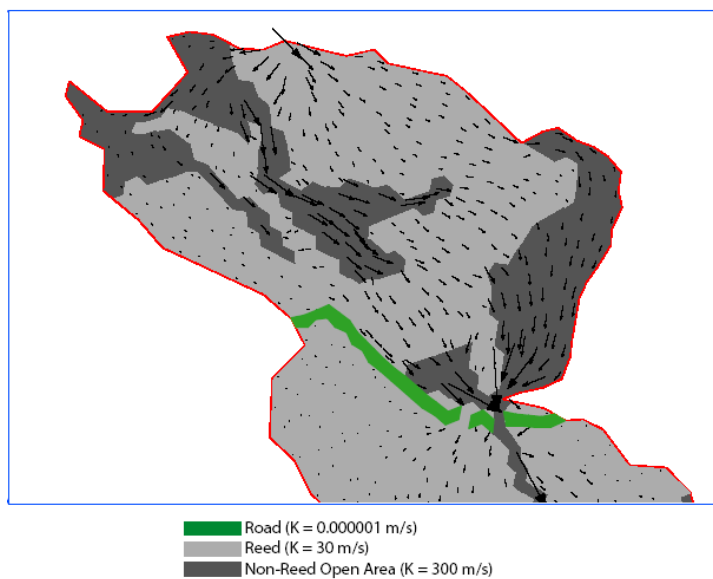 Road (K = 0.000001 m/s)
Reed (K = 30 m/s)
Non-Reed Open Area (K = 300 m/s)